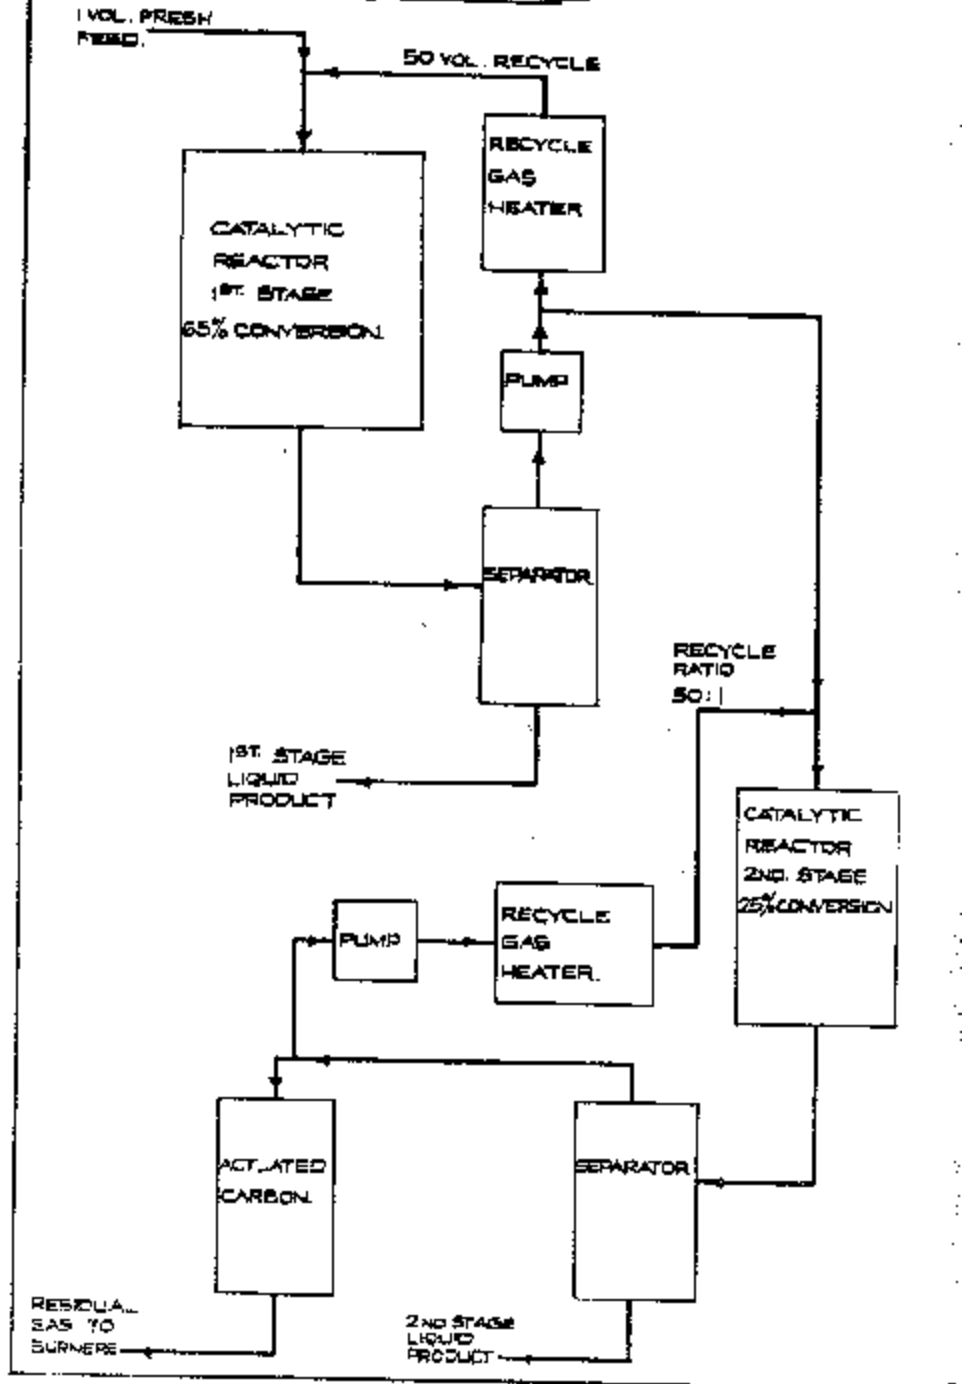 1 VOL. FRESH
FEED.
50 VOL. RECYCLE
RECYCLE
GAS
HEATER
CATALYTIC
REACTOR
1ST. STAGE
65% CONVERSION.
PUMP
SEPARATOR.
RECYCLE
RATIO
50:1
1ST. STAGE
LIQUID
PRODUCT
CATALYTIC
REACTOR
2ND. STAGE
25% CONVERSION
PUMP
RECYCLE
GAS
HEATER.
ACTUATED
CARBON.
SEPARATOR
RESIDUAL
GAS TO
BURNERS
2ND STAGE
LIQUID
PRODUCT